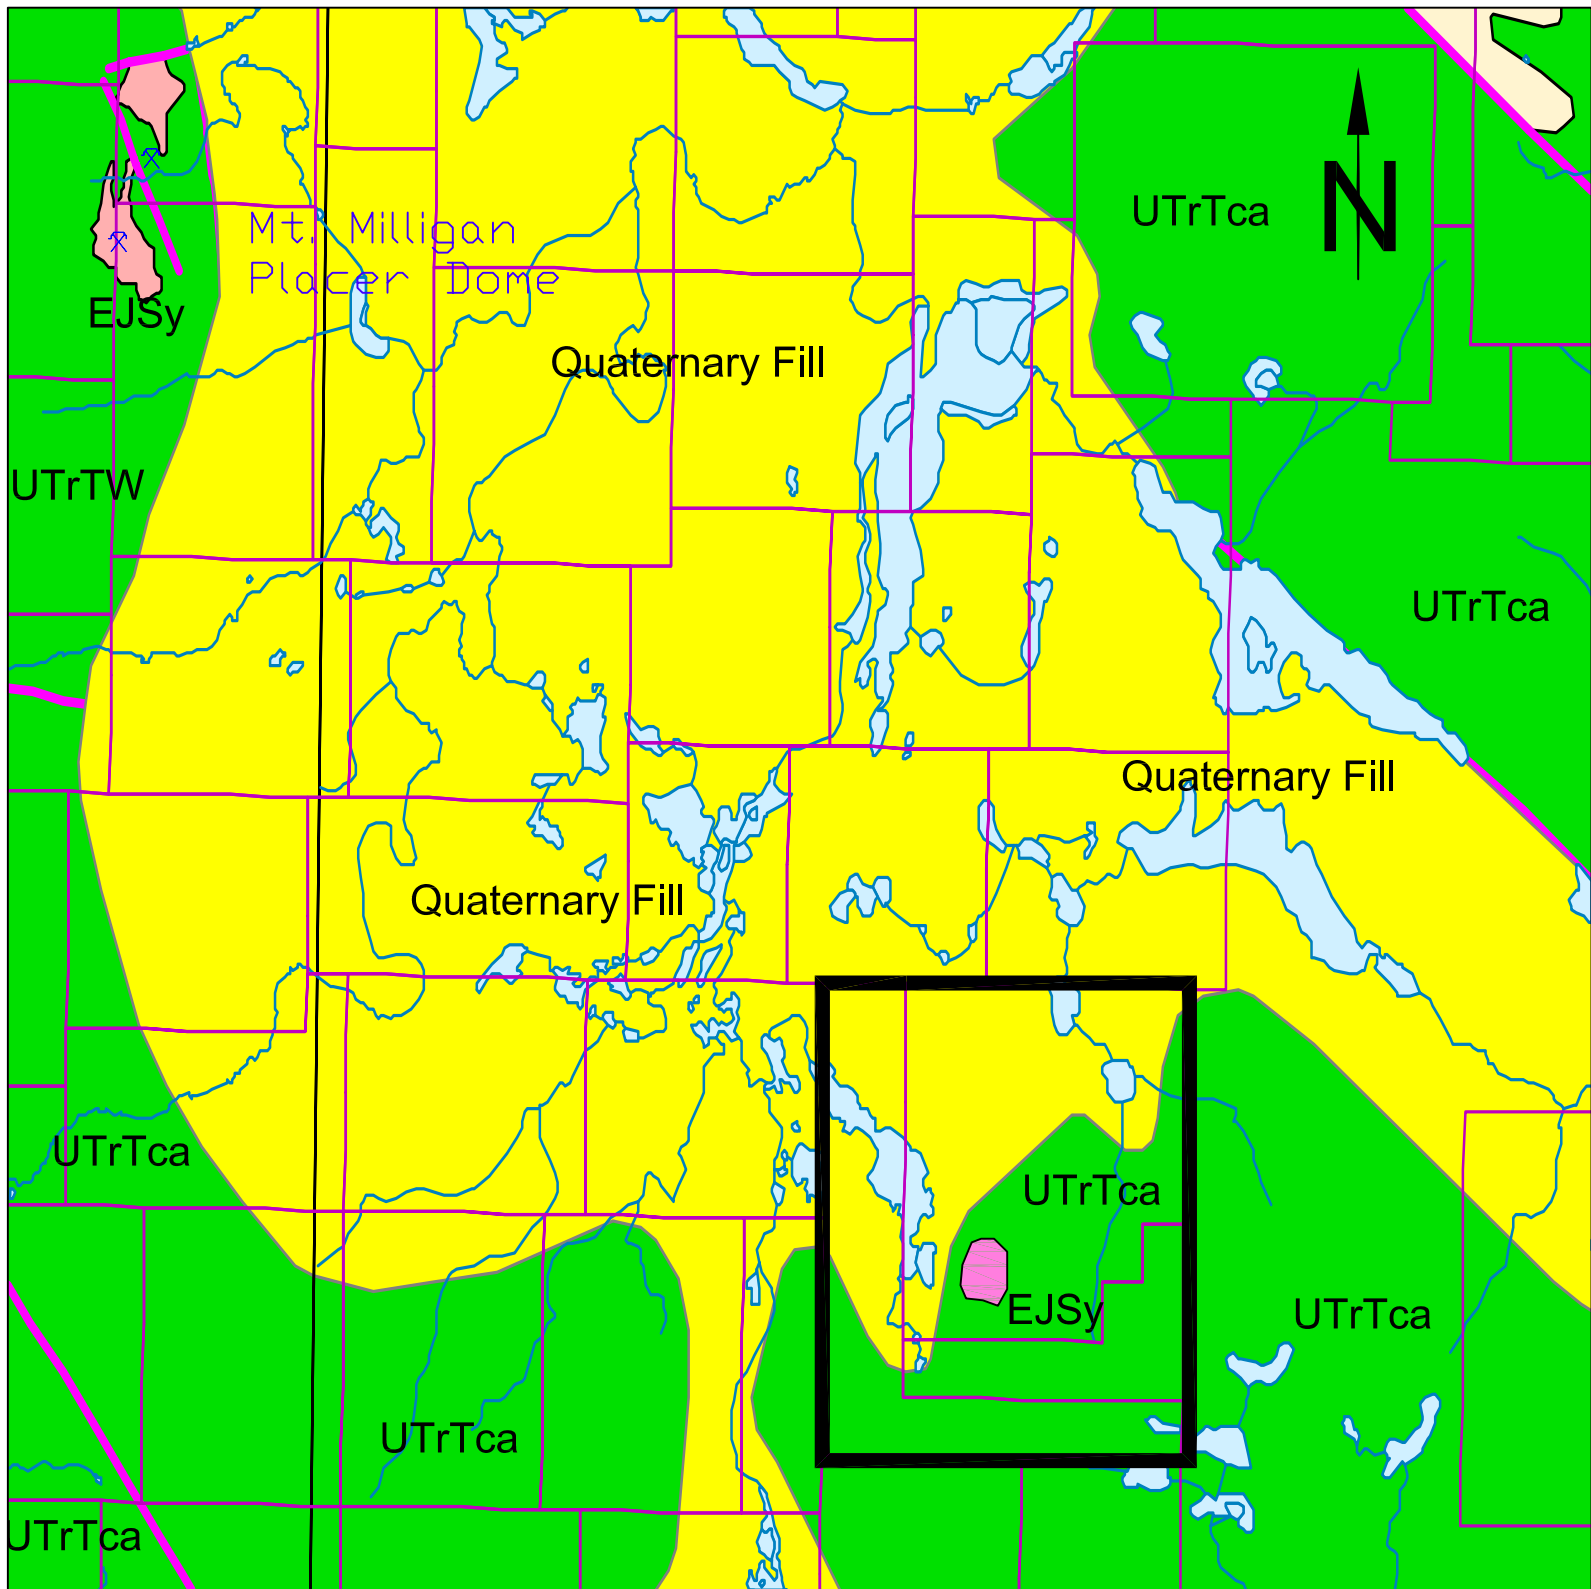 UTrTca
N
Mt. Milligan
Placer Dome
EJSy
Quaternary Fill
UTrTW
UTrTca
Quaternary Fill
Quaternary Fill
UTrTca
UTrTca
EJSy
UTrTca
UTrTca
UTrTca